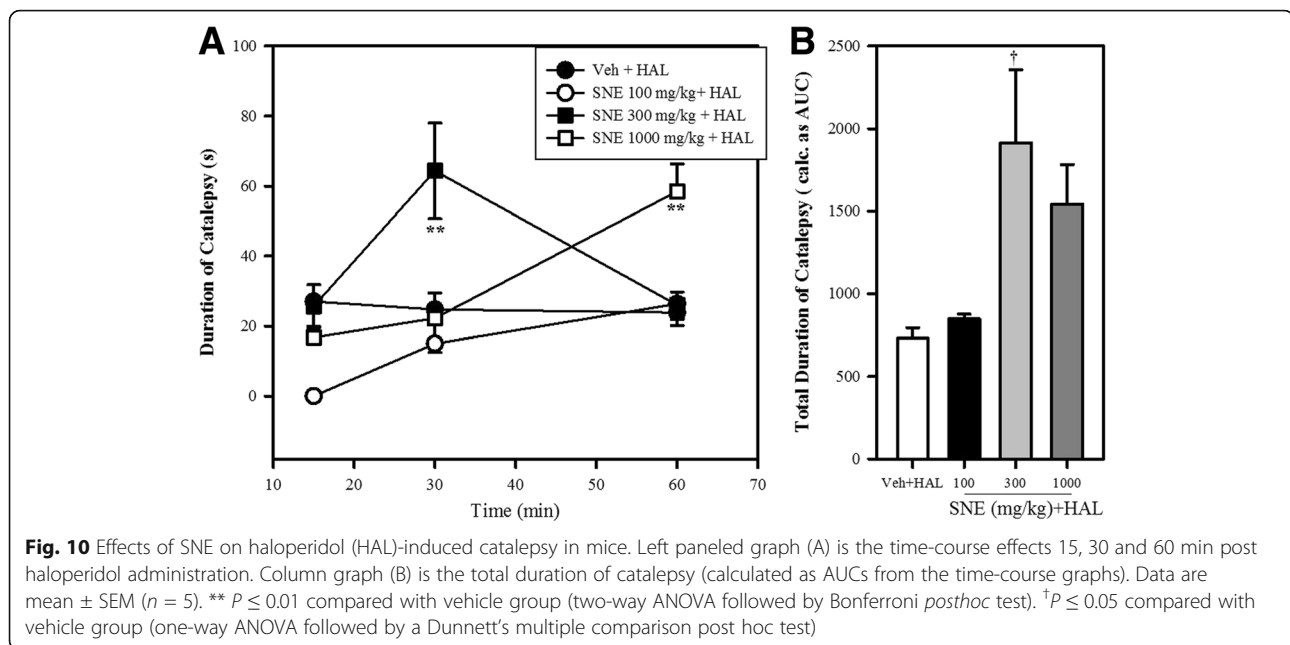 A
100
80
60
40
20
0
Duration of Catalepsy (s)
Veh + HAL
SNE 100 mg/kg+ HAL
SNE 300 mg/kg + HAL
SNE 1000 mg/kg + HAL
**
**
10 20 30 40 50 60 70
Time (min)
B
2500
2000
1500
1000
500
0
Total Duration of Catalepsy ( calc. as AUC)
†
Veh+HAL 100 300 1000
SNE (mg/kg)+HAL
Fig. 10 Effects of SNE on haloperidol (HAL)-induced catalepsy in mice. Left paneled graph (A) is the time-course effects 15, 30 and 60 min post
haloperidol administration. Column graph (B) is the total duration of catalepsy (calculated as AUCs from the time-course graphs). Data are
mean ± SEM (n = 5). ** P ≤ 0.01 compared with vehicle group (two-way ANOVA followed by Bonferroni posthoc test). †P ≤ 0.05 compared with
vehicle group (one-way ANOVA followed by a Dunnett's multiple comparison post hoc test)